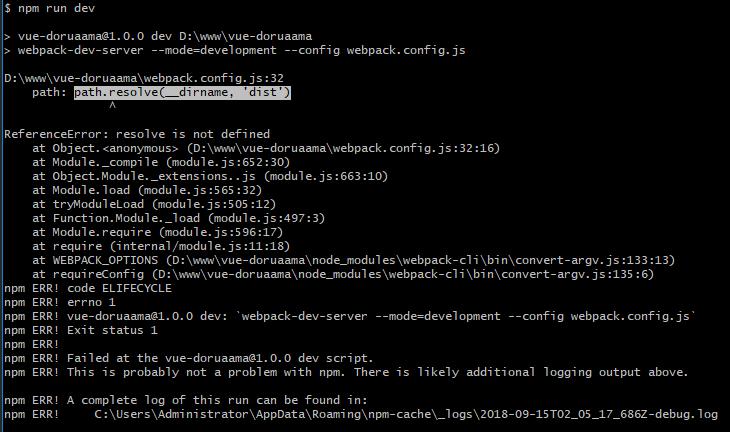 $ npm run dev
> vue-doruaama@1.0.0 dev D:\www\vue-doruaama
> webpack-dev-server --mode=development --config webpack.config.js
D:\www\vue-doruaama\webpack.config.js:32
path: path.resolve(__dirname, 'dist')
^
ReferenceError: resolve is not defined
at Object.<anonymous> (D:\www\vue-doruaama\webpack.config.js:32:16)
at Module._compile (module.js:652:30)
at Object.Module._extensions..js (module.js:663:10)
at Module.load (module.js:565:32)
at tryModuleLoad (module.js:505:12)
at Function.Module._load (module.js:497:3)
at Module.require (module.js:596:17)
at require (internal/module.js:11:18)
at WEBPACK_OPTIONS (D:\www\vue-doruaama\node_modules\webpack-cli\bin\convert-argv.js:133:13)
at requireConfig (D:\www\vue-doruaama\node_modules\webpack-cli\bin\convert-argv.js:135:6)
npm ERR! code ELIFECYCLE
npm ERR! errno 1
npm ERR! vue-doruaama@1.0.0 dev: `webpack-dev-server --mode=development --config webpack.config.js`
npm ERR! Exit status 1
npm ERR!
npm ERR! Failed at the vue-doruaama@1.0.0 dev script.
npm ERR! This is probably not a problem with npm. There is likely additional logging output above.
npm ERR! A complete log of this run can be found in:
npm ERR!     C:\Users\Administrator\AppData\Roaming\npm-cache\_logs\2018-09-15T02_05_17_686Z-debug.log